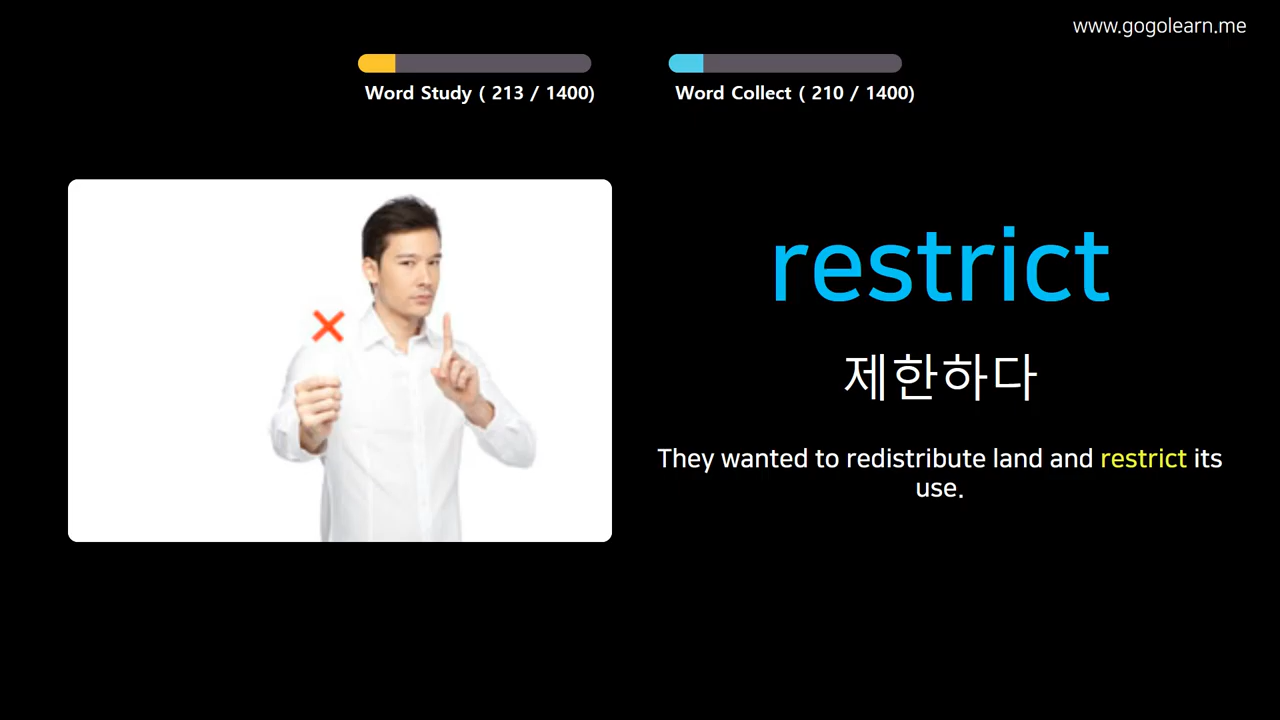 www.gogolearn.me
Word Study ( 213 / 1400)
Word Collect ( 210 / 1400)
restrict
제한하다
They wanted to redistribute land and restrict its
use.